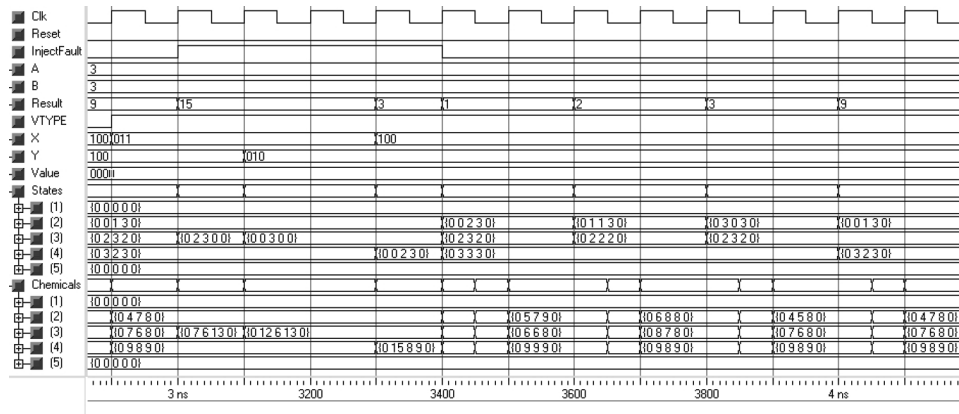 Clk
Reset
InjectFault
A 3
B 3
Result 9 15 3 1 2 3 9
VTYPE
X 100 011 100
Y 100 010
Value 000
States
(1) {0 0 0 0 0}
(2) {0 0 1 3 0} {0 0 2 3 0} {0 1 1 3 0} {0 3 0 3 0} {0 0 1 3 0}
(3) {0 2 3 2 0} {0 2 3 0 0} {0 0 3 0 0} {0 2 3 2 0} {0 2 2 2 0} {0 2 3 2 0}
(4) {0 3 2 3 0} {0 0 2 3 0} {0 3 3 3 0} {0 3 2 3 0}
(5) {0 0 0 0 0}
Chemicals
(1) {0 0 0 0 0}
(2) {0 4 7 8 0} {0 5 7 9 0} {0 6 8 8 0} {0 4 5 8 0} {0 4 7 8 0}
(3) {0 7 6 8 0} {0 7 6 13 0} {0 12 6 13 0} {0 6 6 8 0} {0 8 7 8 0} {0 7 6 8 0} {0 7 6 8 0}
(4) {0 9 8 9 0} {0 15 8 9 0} {0 9 9 9 0} {0 9 8 9 0} {0 9 8 9 0} {0 9 8 9 0}
(5) {0 0 0 0 0}
3 ns 3200 3400 3600 3800 4 ns